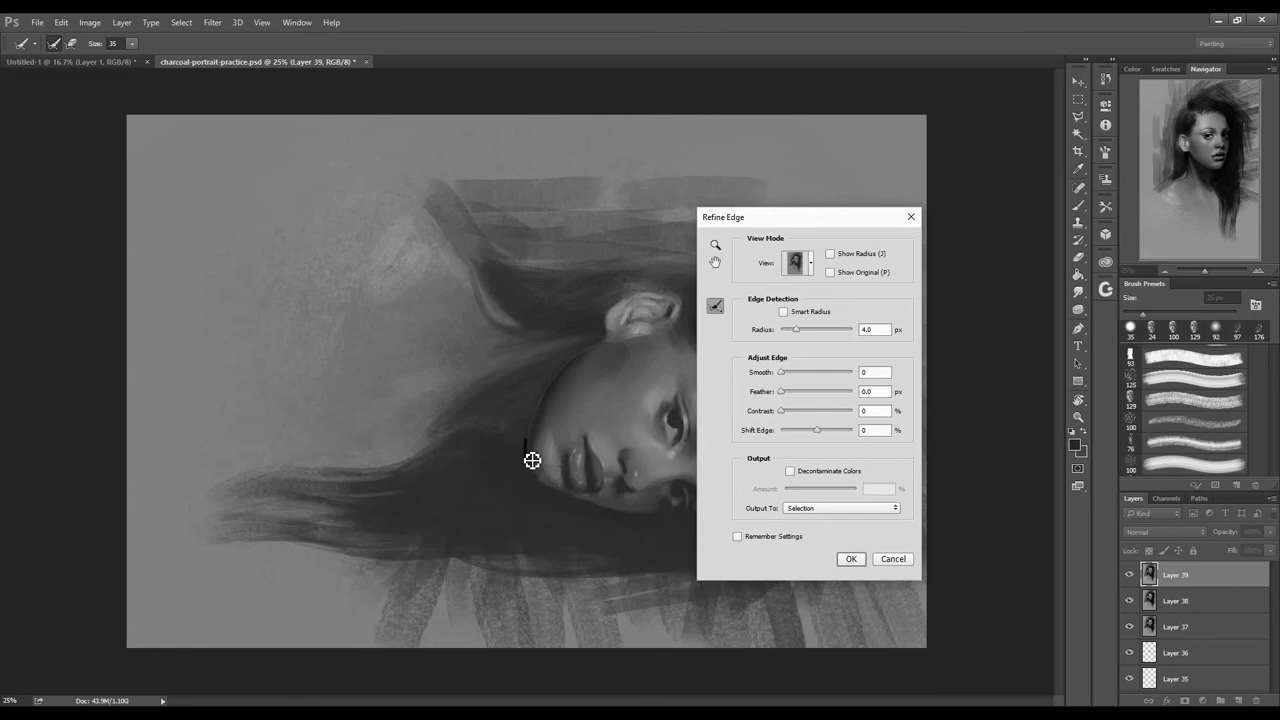 Ps File Edit Image Layer Type Select Filter 3D View Window Help
Size: 35 Painting
Untitled-1 @ 16.7% (Layer 1, RGB/8) * × charcoal-portrait-practice.psd @ 25% (Layer 39, RGB/8) * ×
Color Swatches Navigator
Refine Edge
View Mode
View: Show Radius (J)
Show Original (P)
Edge Detection
Smart Radius
Radius: 4.0 px
Adjust Edge
Smooth: 0
Feather: 0.0 px
Contrast: 0 %
Shift Edge: 0 %
Output
Decontaminate Colors
Amount: %
Output To: Selection
Remember Settings
OK Cancel
25%
Brush Presets
Size: 35 px
35 24 100 129 92 97 176
93
125
129
100
76
100
Layers Channels Paths
Kind
Normal Opacity: 100%
Lock: Fill: 100%
Layer 39
Layer 38
Layer 37
Layer 36
Layer 35
25% Doc: 43.9M/1.10G